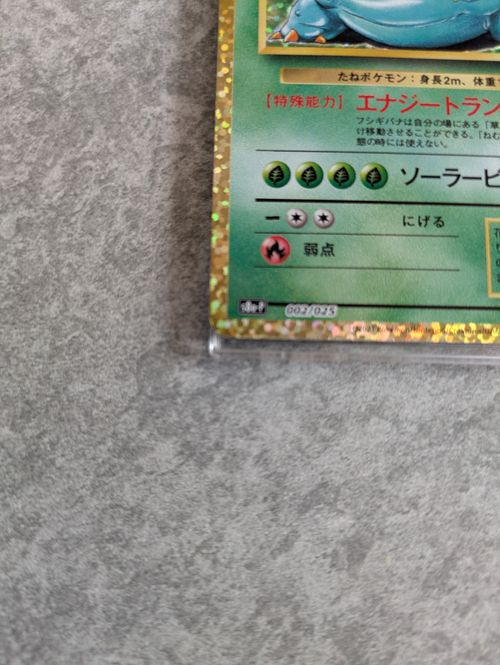 たねポケモン：身長2m、体重
【特殊能力】 エナジートラン
フシギバナは自分の場にある「草
け移動させることができる。「ねむ
態の時には使えない。
ソーラービ
ー にげる
弱点
002/025